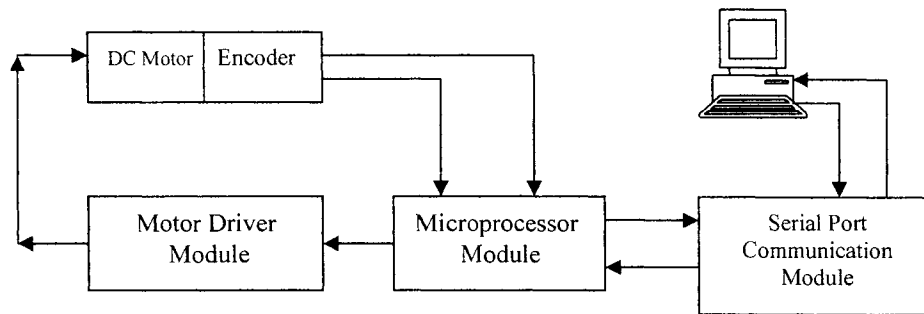 DC Motor
Encoder
Motor Driver
Module
Microprocessor
Module
Serial Port
Communication
Module